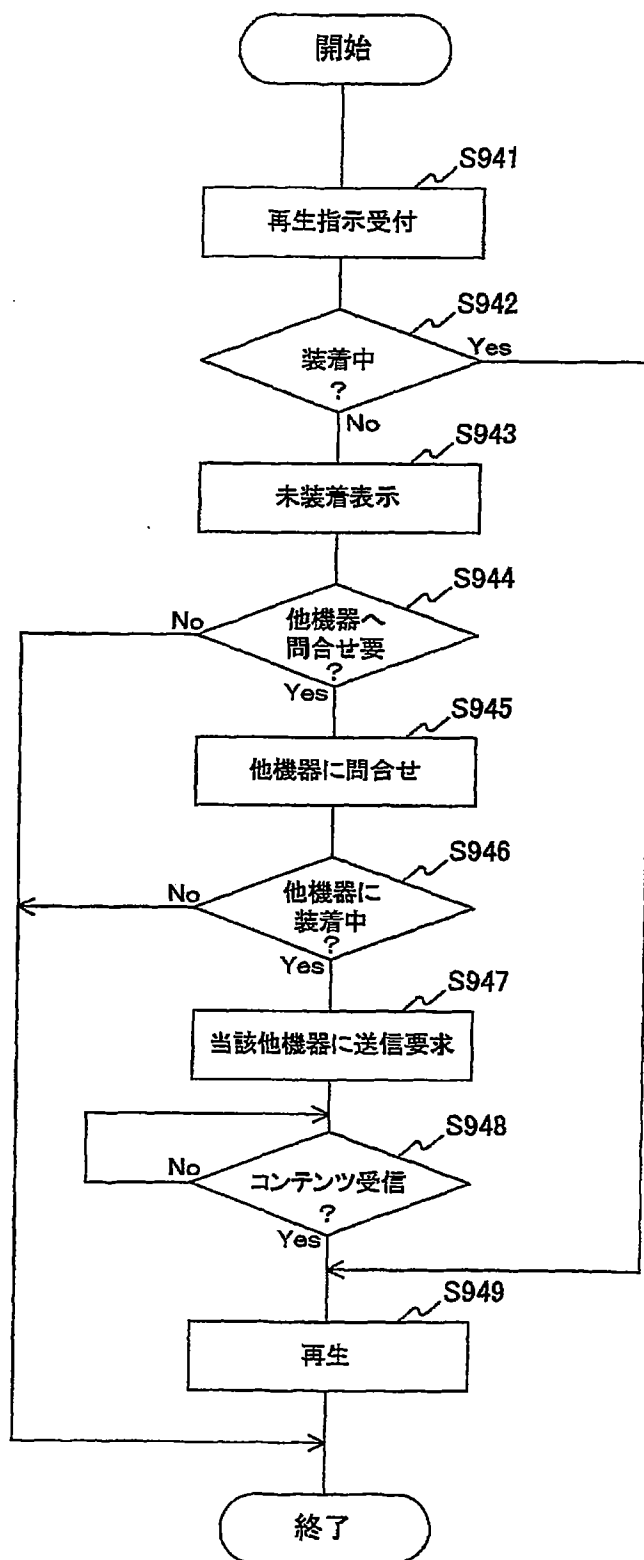 開始
S941
再生指示受付
S942
装着中
?
Yes
No
S943
未装着表示
S944
No
他機器へ
問合せ要
?
Yes
S945
他機器に問合せ
S946
No
他機器に
装着中
?
Yes
S947
当該他機器に送信要求
S948
No
コンテンツ受信
?
Yes
S949
再生
終了